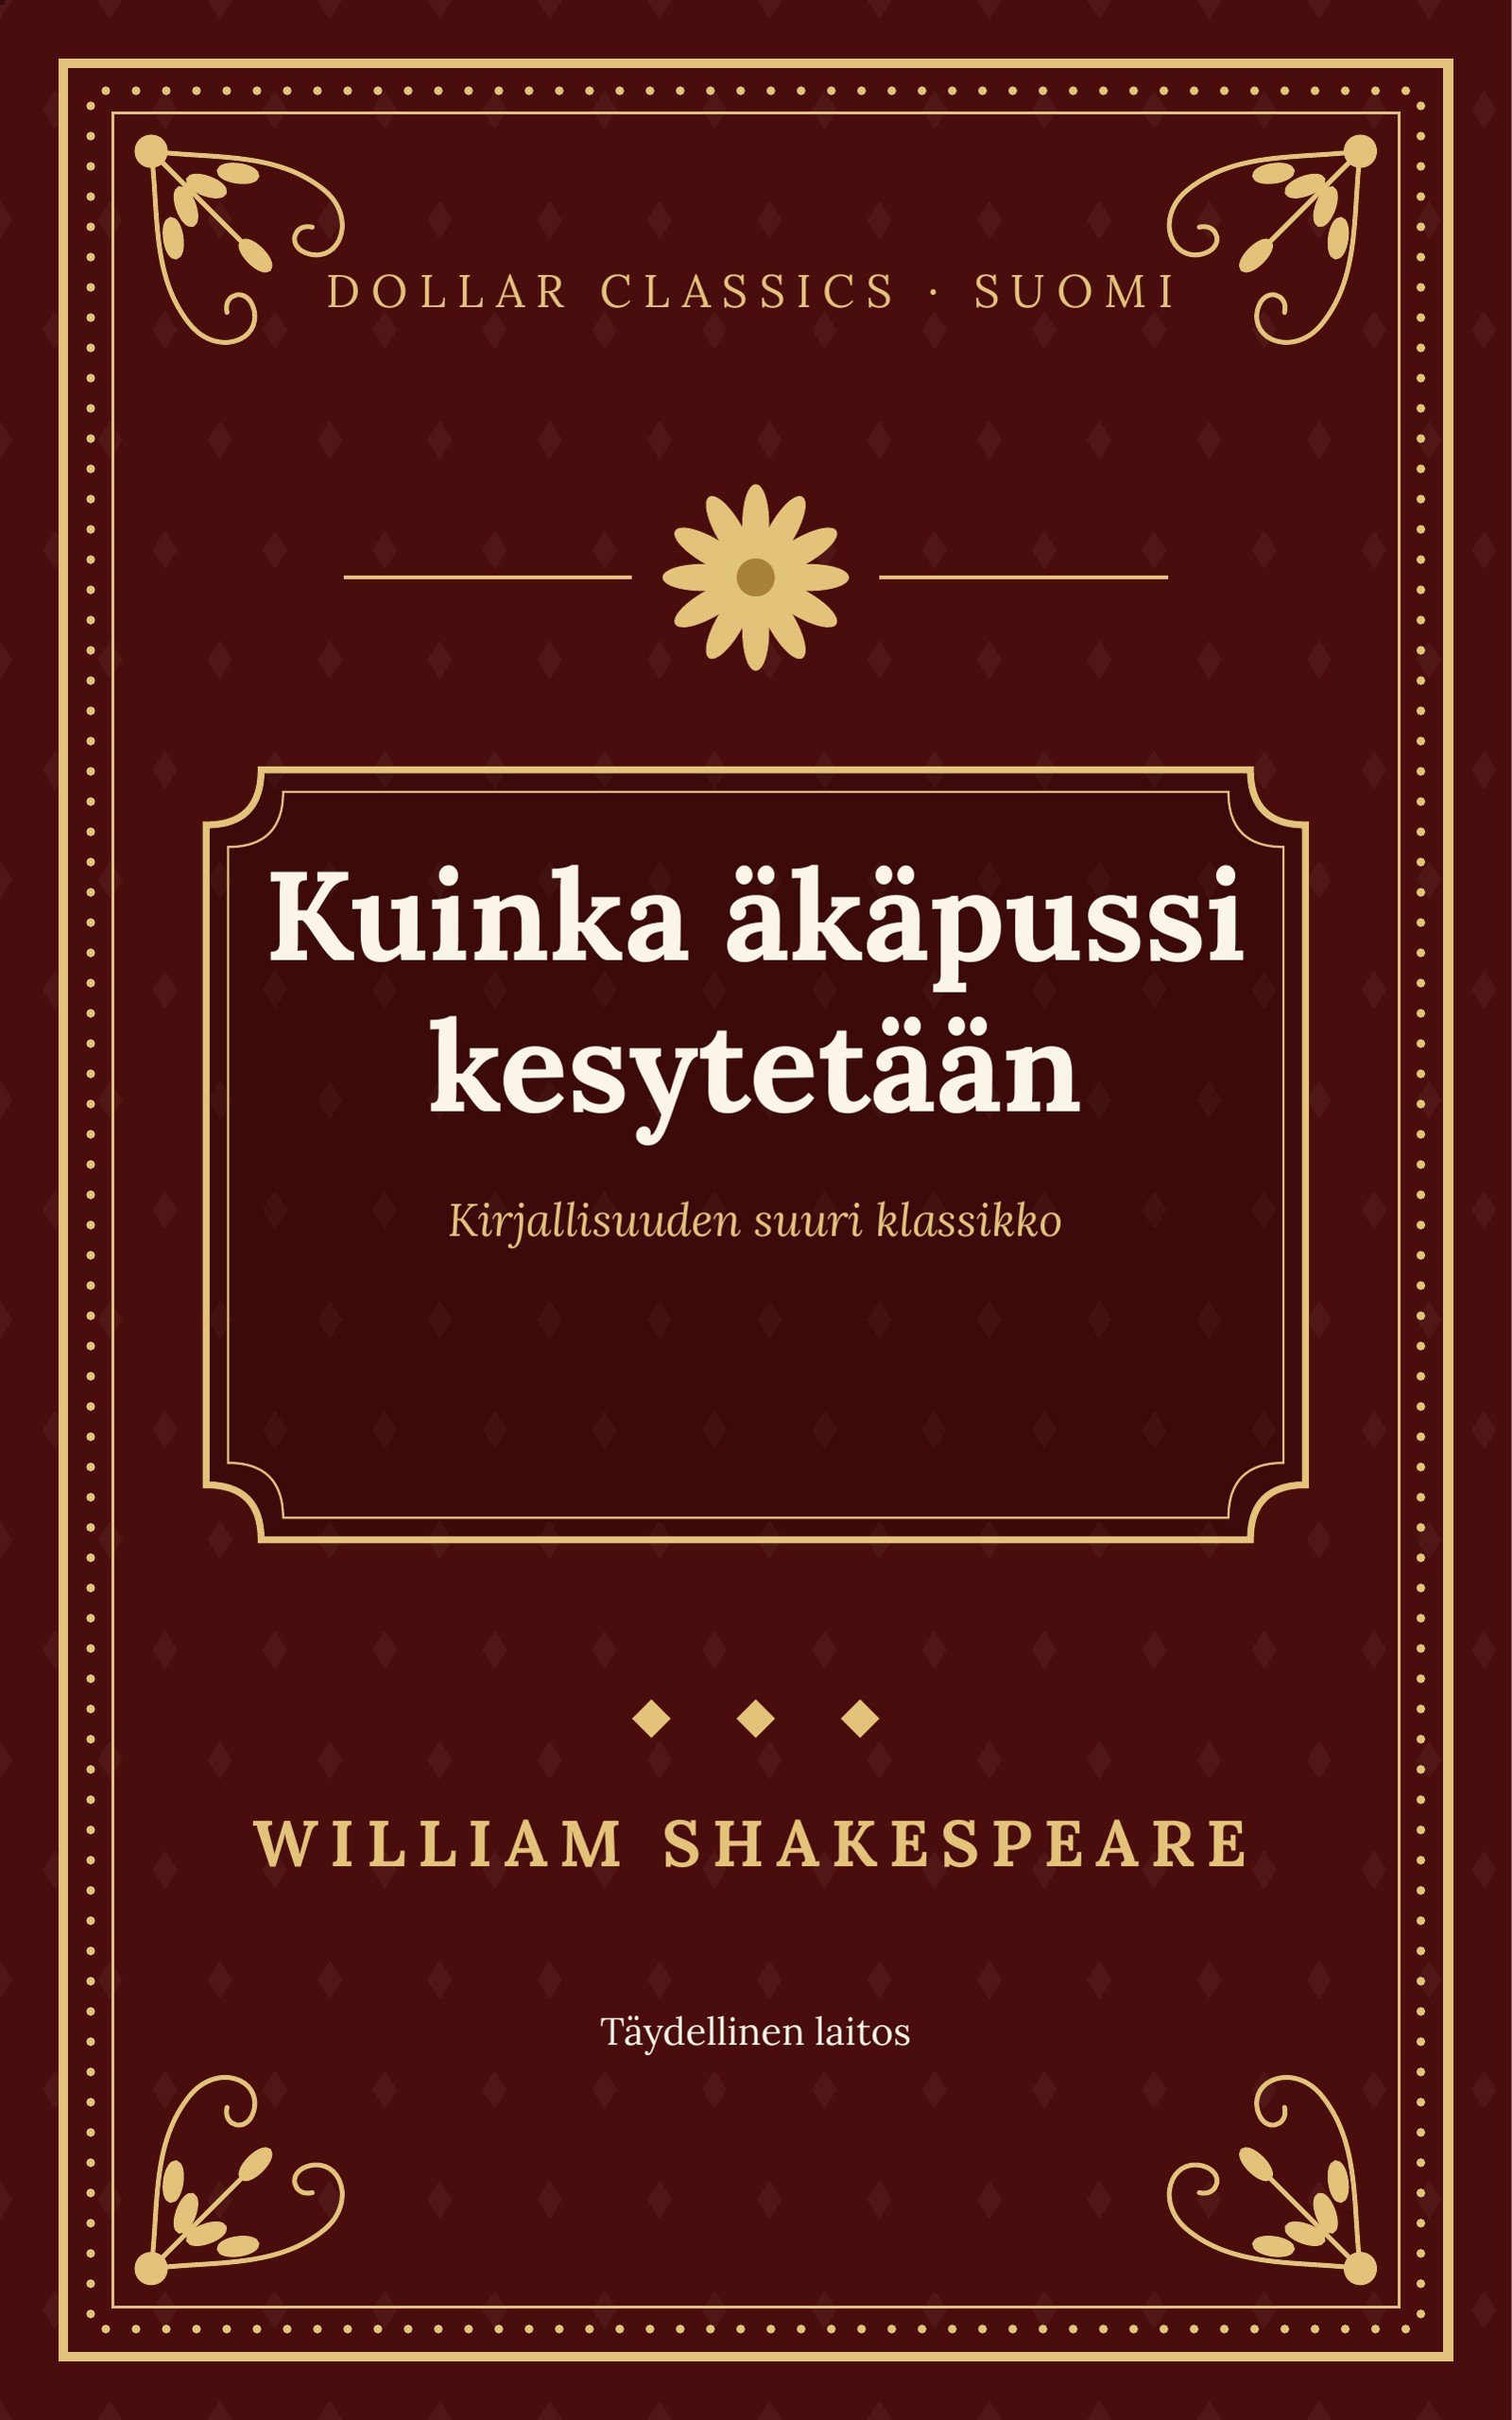 DOLLAR CLASSICS · SUOMI
Kuinka äkäpussi
kesytetään
Kirjallisuuden suuri klassikko
WILLIAM SHAKESPEARE
Täydellinen laitos